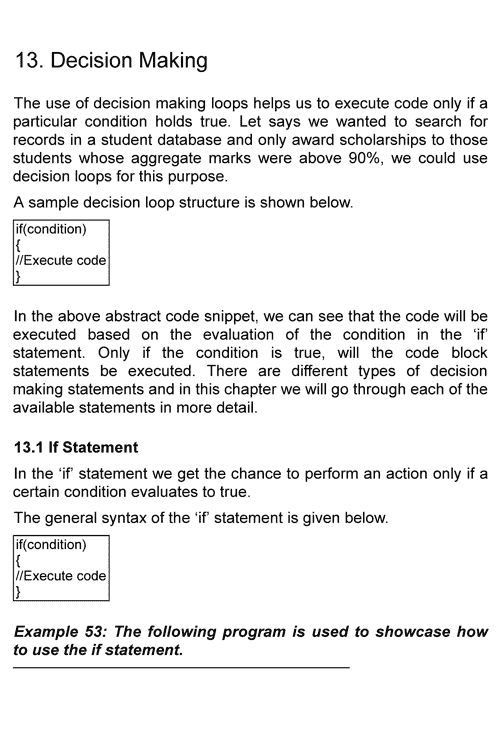 13. Decision Making
The use of decision making loops helps us to execute code only if a
particular condition holds true. Let says we wanted to search for
records in a student database and only award scholarships to those
students whose aggregate marks were above 90%, we could use
decision loops for this purpose.
A sample decision loop structure is shown below.
if(condition)
{
//Execute code
}
In the above abstract code snippet, we can see that the code will be
executed based on the evaluation of the condition in the ‘if’
statement. Only if the condition is true, will the code block
statements be executed. There are different types of decision
making statements and in this chapter we will go through each of the
available statements in more detail.
13.1 If Statement
In the ‘if’ statement we get the chance to perform an action only if a
certain condition evaluates to true.
The general syntax of the ‘if’ statement is given below.
if(condition)
{
//Execute code
}
Example 53: The following program is used to showcase how
to use the if statement.